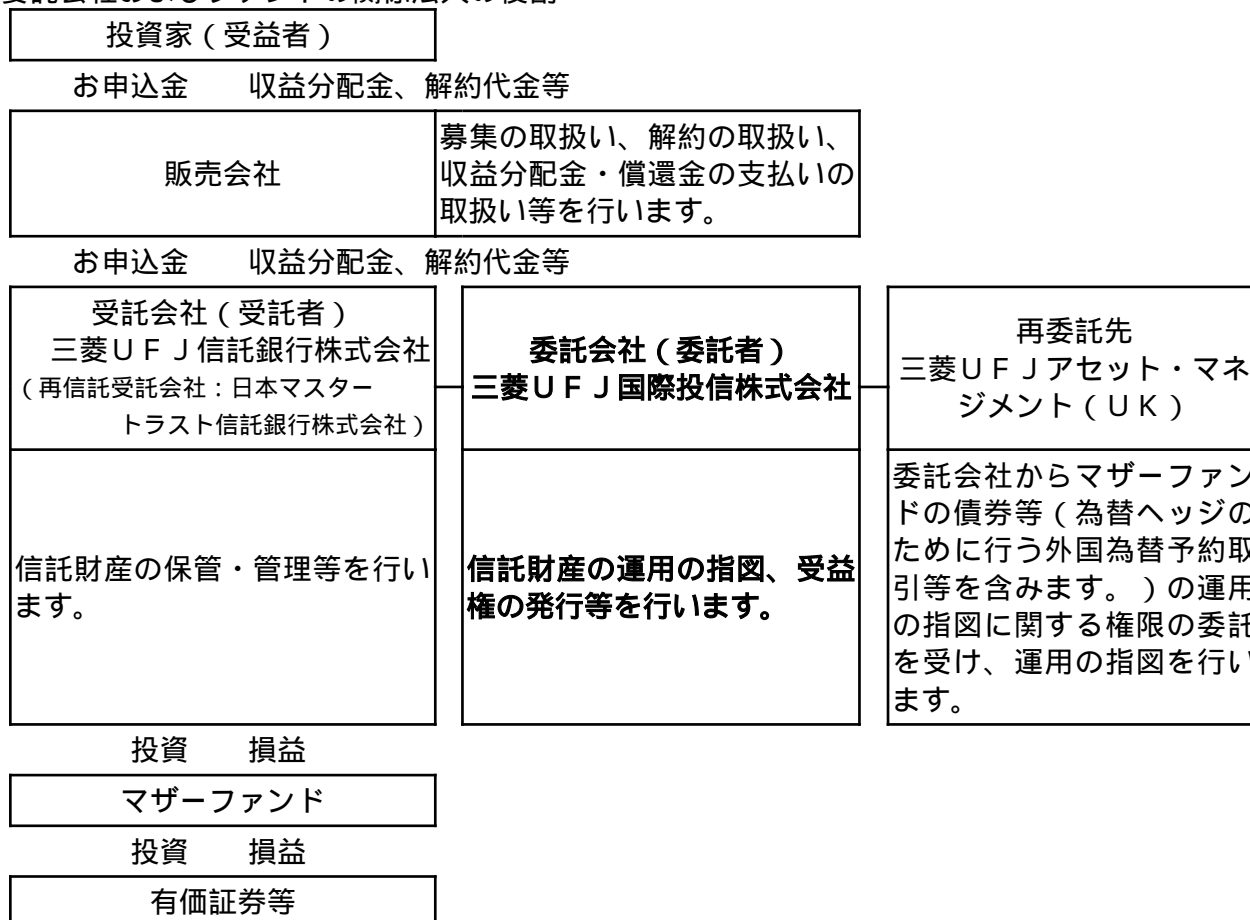 投資家（受益者）
お申込金　　収益分配金、解約代金等
販売会社
募集の取扱い、解約の取扱い、
収益分配金・償還金の支払いの
取扱い等を行います。
お申込金　　収益分配金、解約代金等
受託会社（受託者）
三菱ＵＦＪ信託銀行株式会社
（再信託受託会社：日本マスター
トラスト信託銀行株式会社）
委託会社（委託者）
三菱ＵＦＪ国際投信株式会社
再委託先
三菱ＵＦＪアセット・マネ
ジメント（ＵＫ）
信託財産の保管・管理等を行い
ます。
信託財産の運用の指図、受益
権の発行等を行います。
委託会社からマザーファン
ドの債券等（為替ヘッジの
ために行う外国為替予約取
引等を含みます。）の運用
の指図に関する権限の委託
を受け、運用の指図を行い
ます。
投資　　損益
マザーファンド
投資　　損益
有価証券等